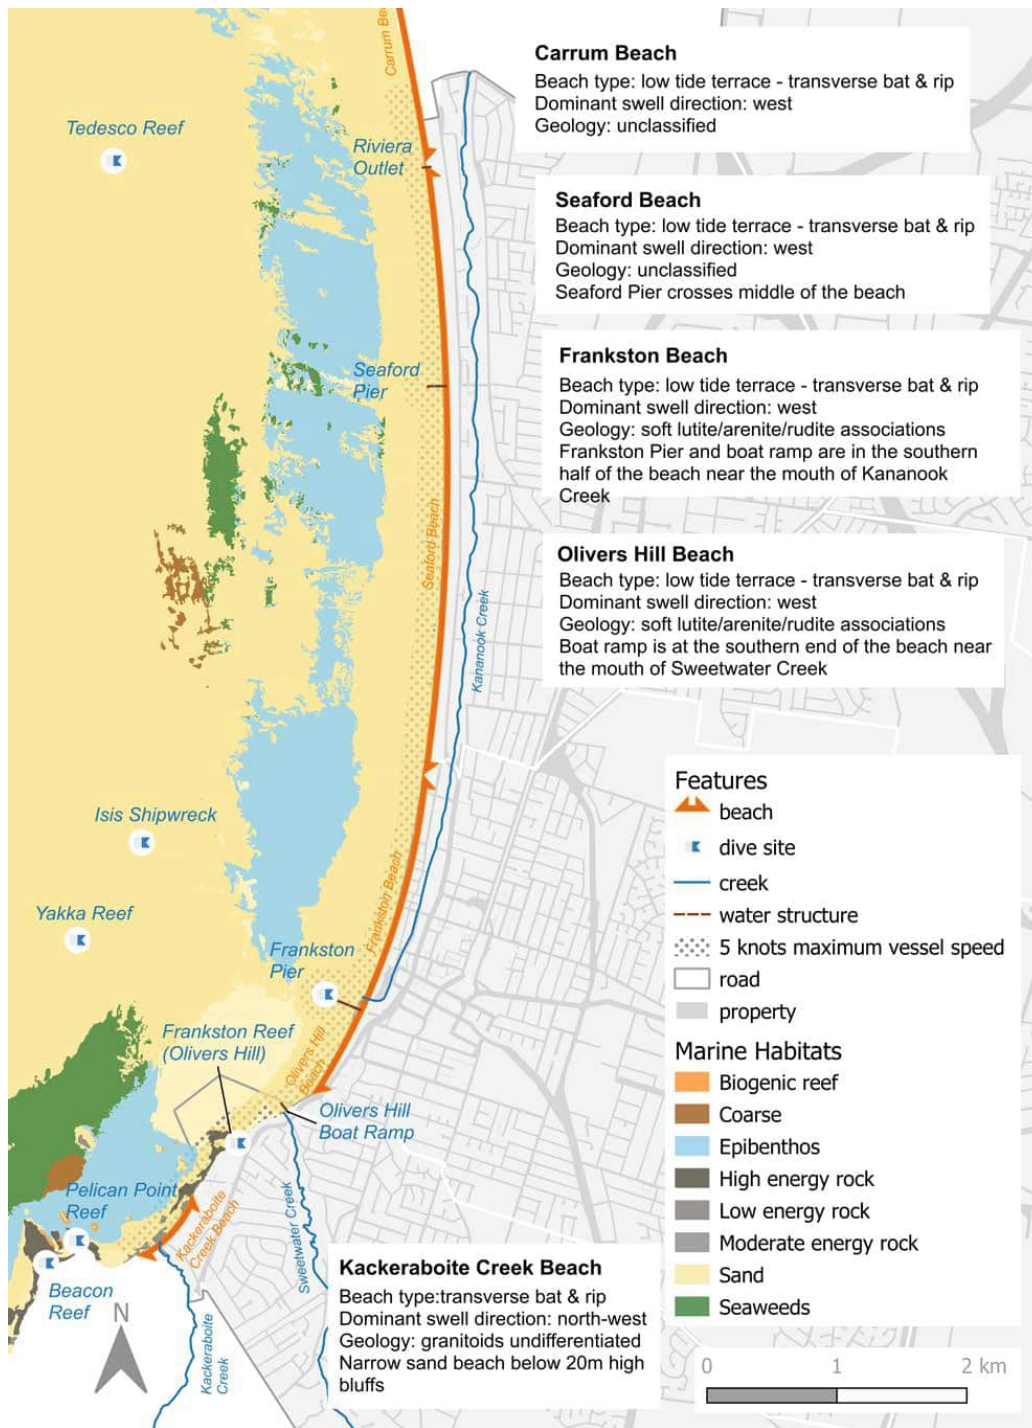 Carrum Be
Carrum Beach
Beach type: low tide terrace - transverse bat & rip
Dominant swell direction: west
Geology: unclassified
Tedesco Reef
Riviera
Outlet
Seaford Beach
Beach type: low tide terrace - transverse bat & rip
Dominant swell direction: west
Geology: unclassified
Seaford Pier crosses middle of the beach
Seaford
Pier
Frankston Beach
Beach type: low tide terrace - transverse bat & rip
Dominant swell direction: west
Geology: soft lutite/arenite/rudite associations
Frankston Pier and boat ramp are in the southern
half of the beach near the mouth of Kananook
Creek
Seaford Beach
Kananook Creek
Olivers Hill Beach
Beach type: low tide terrace - transverse bat & rip
Dominant swell direction: west
Geology: soft lutite/arenite/rudite associations
Boat ramp is at the southern end of the beach near
the mouth of Sweetwater Creek
Isis Shipwreck
Yakka Reef
Frankston Beach
Frankston
Pier
Frankston Reef
(Olivers Hill)
Olivers Hill
Beach
Olivers Hill
Boat Ramp
Pelican Point
Reef
Kackeraboite
Creek Beach
Sweetwater Creek
Beacon
Reef
N
Kackeraboite
Creek
Kackeraboite Creek Beach
Beach type:transverse bat & rip
Dominant swell direction: north-west
Geology: granitoids undifferentiated
Narrow sand beach below 20m high
bluffs
Features
beach
dive site
creek
water structure
5 knots maximum vessel speed
road
property
Marine Habitats
Biogenic reef
Coarse
Epibenthos
High energy rock
Low energy rock
Moderate energy rock
Sand
Seaweeds
0 1 2 km